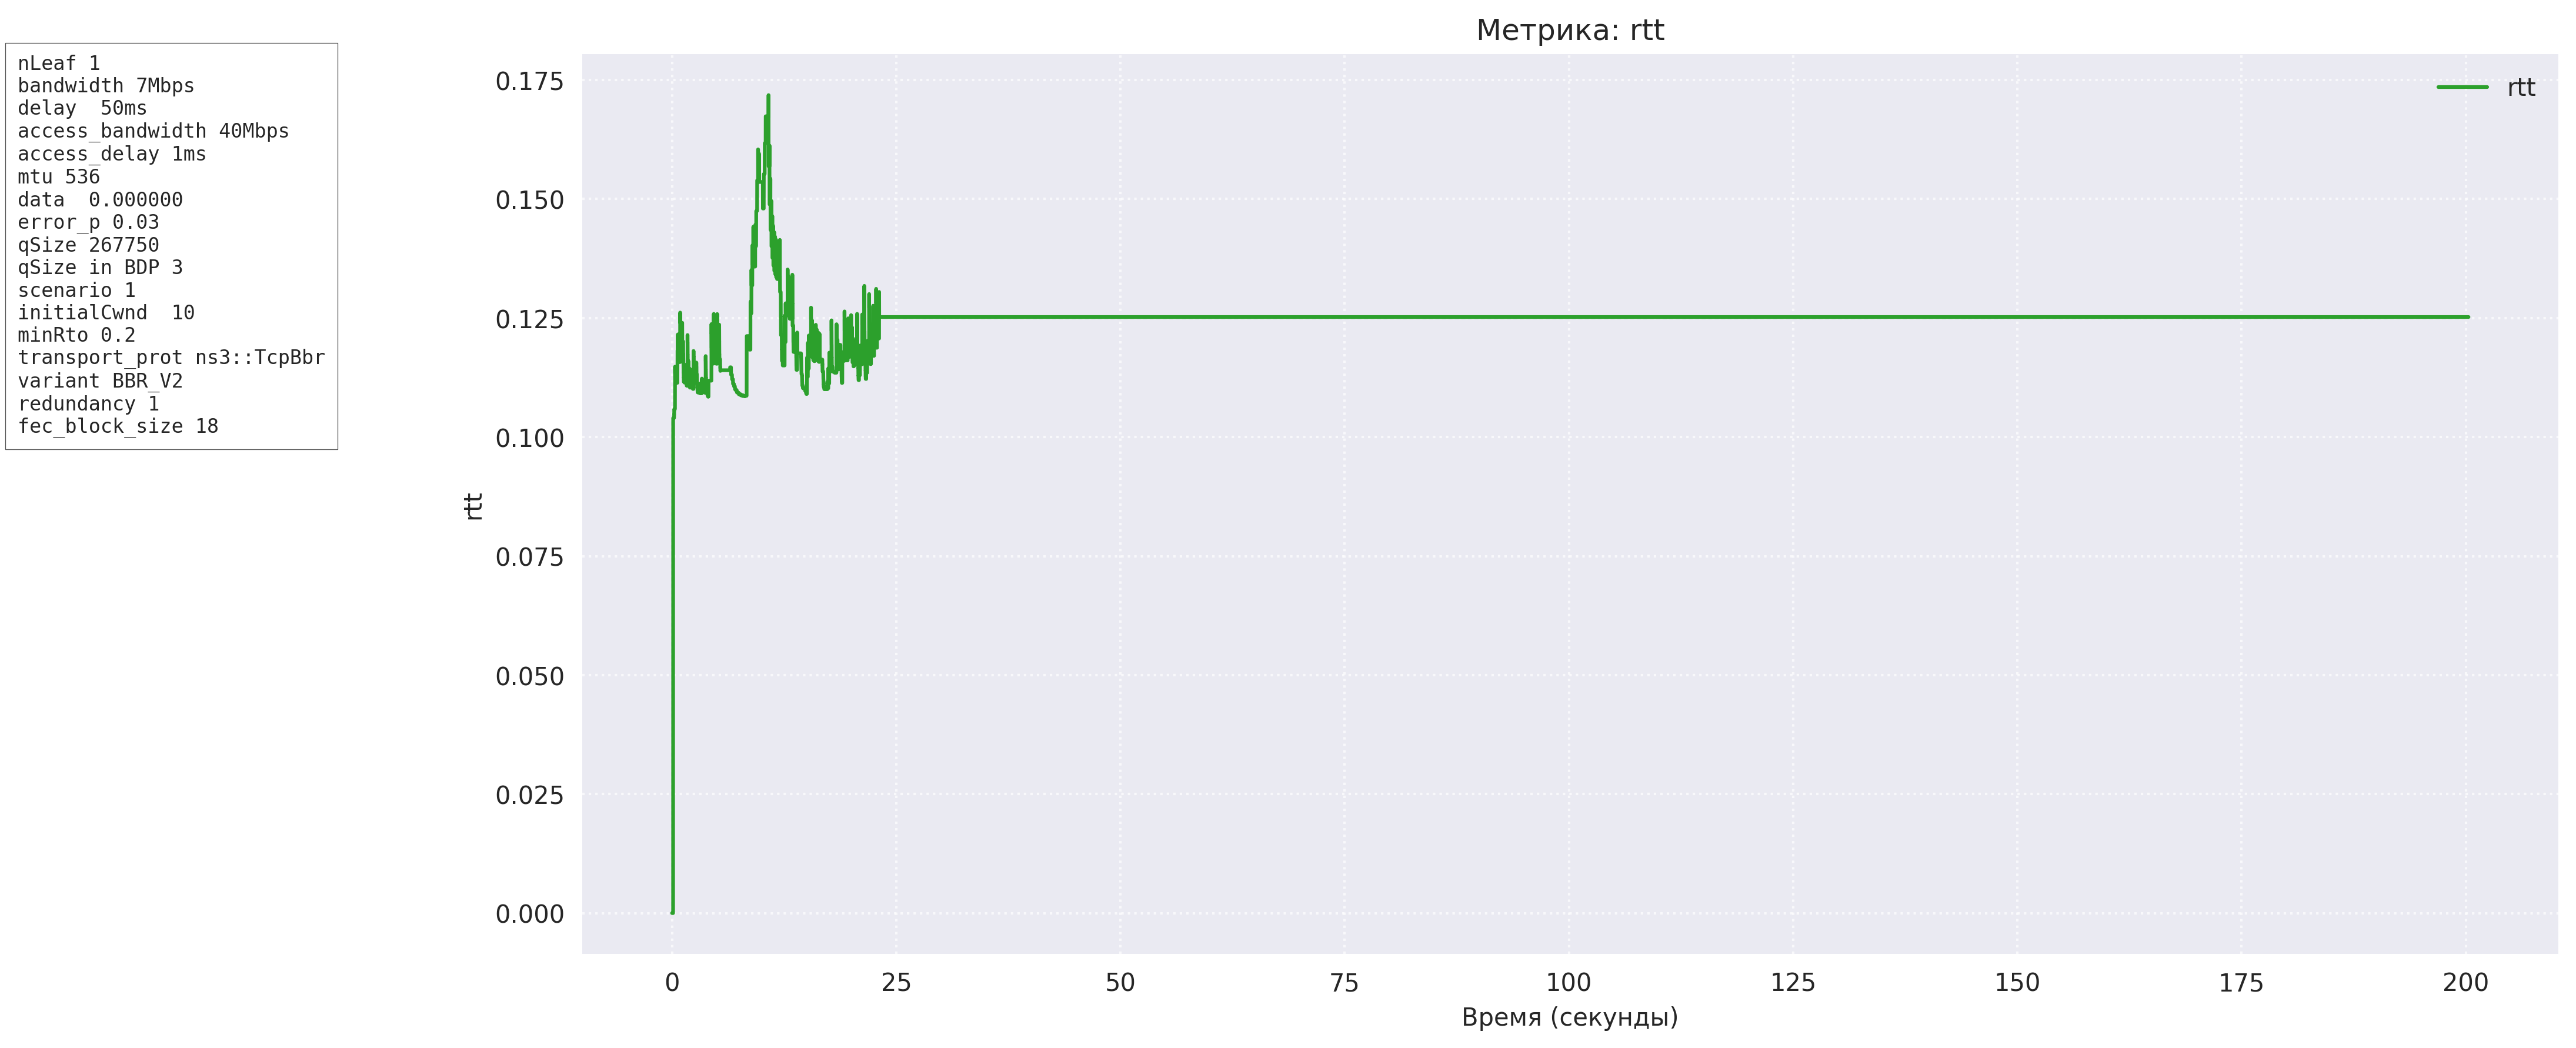 Метрика: rtt
nLeaf 1
bandwidth 7Mbps
delay  50ms
access_bandwidth 40Mbps
access_delay 1ms
mtu 536
data  0.000000
error_p 0.03
qSize 267750
qSize in BDP 3
scenario 1
initialCwnd  10
minRto 0.2
transport_prot ns3::TcpBbr
variant BBR_V2
redundancy 1
fec_block_size 18
rtt
0.175
0.150
0.125
0.100
0.075
0.050
0.025
0.000
rtt
0 25 50 75 100 125 150 175 200
Время (секунды)